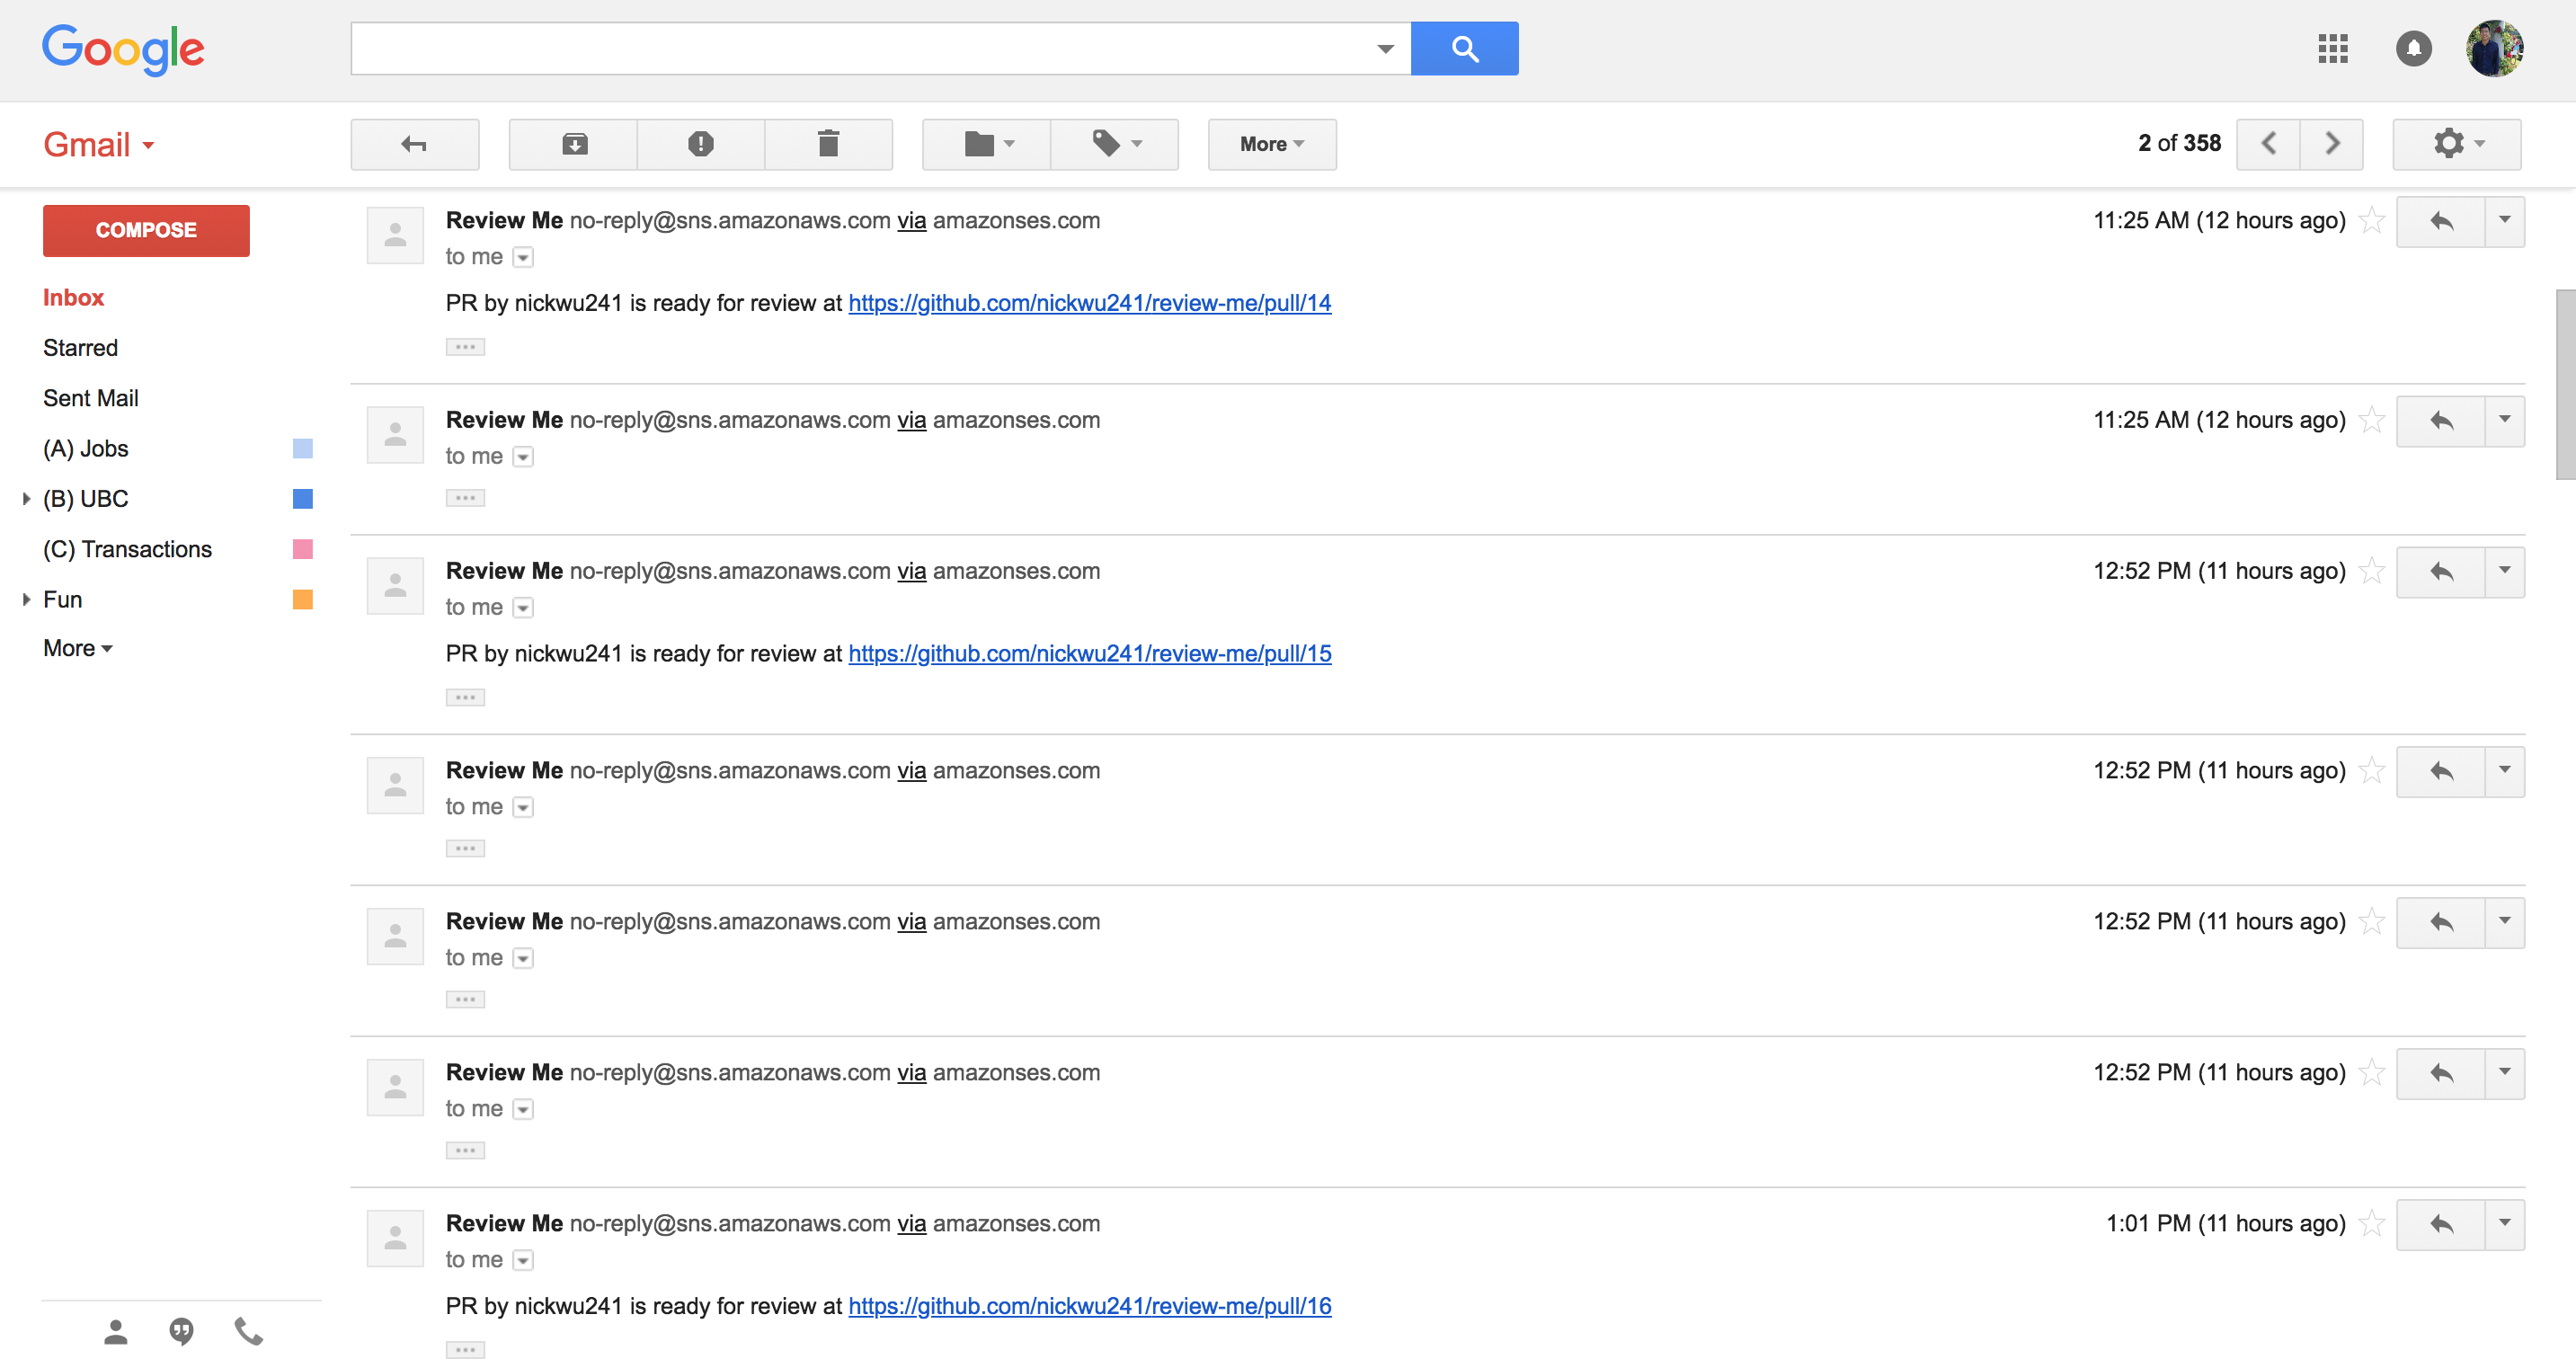 Google
Gmail
More
2 of 358
COMPOSE
Inbox
Starred
Sent Mail
(A) Jobs
(B) UBC
(C) Transactions
Fun
More
Review Me no-reply@sns.amazonaws.com via amazonses.com 11:25 AM (12 hours ago)
to me
PR by nickwu241 is ready for review at https://github.com/nickwu241/review-me/pull/14
Review Me no-reply@sns.amazonaws.com via amazonses.com 11:25 AM (12 hours ago)
to me
Review Me no-reply@sns.amazonaws.com via amazonses.com 12:52 PM (11 hours ago)
to me
PR by nickwu241 is ready for review at https://github.com/nickwu241/review-me/pull/15
Review Me no-reply@sns.amazonaws.com via amazonses.com 12:52 PM (11 hours ago)
to me
Review Me no-reply@sns.amazonaws.com via amazonses.com 12:52 PM (11 hours ago)
to me
Review Me no-reply@sns.amazonaws.com via amazonses.com 12:52 PM (11 hours ago)
to me
Review Me no-reply@sns.amazonaws.com via amazonses.com 1:01 PM (11 hours ago)
to me
PR by nickwu241 is ready for review at https://github.com/nickwu241/review-me/pull/16